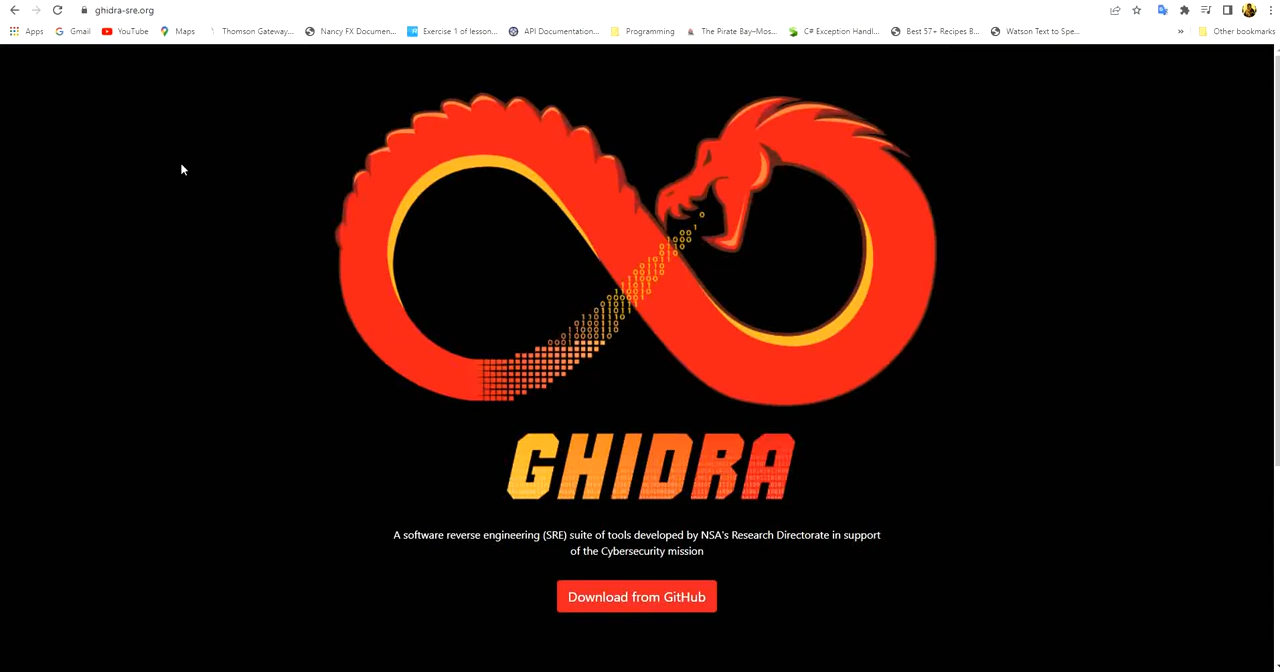 ghidra-sre.org
Apps
Gmail
YouTube
Maps
Thomson Gateway...
Nancy FX Documen...
Exercise 1 of lesson...
API Documentation...
Programming
The Pirate Bay–Mos...
C# Exception Handl...
Best 57+ Recipes B...
Watson Text to Spe...
»
Other bookmarks
GHIDRA
A software reverse engineering (SRE) suite of tools developed by NSA's Research Directorate in support
of the Cybersecurity mission
Download from GitHub